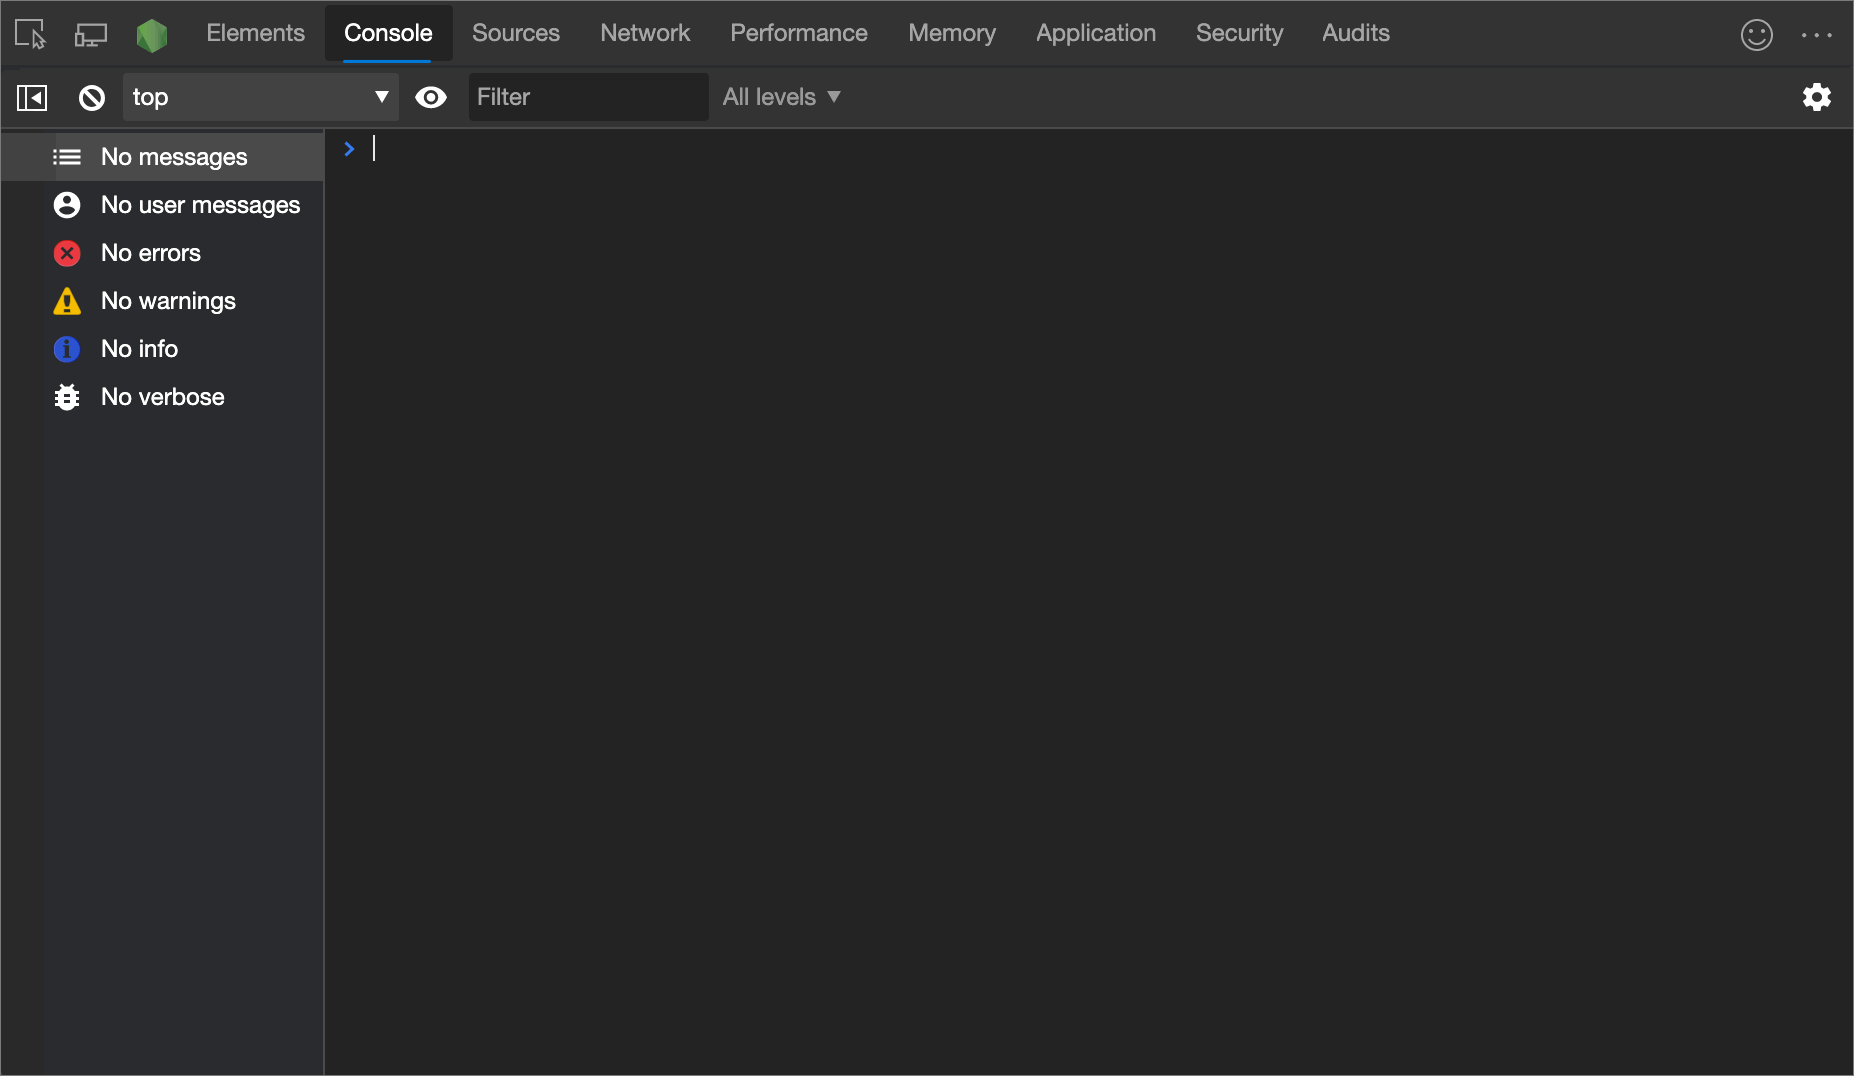 Elements Console Sources Network Performance Memory Application Security Audits
top Filter All levels
No messages
No user messages
No errors
No warnings
No info
No verbose